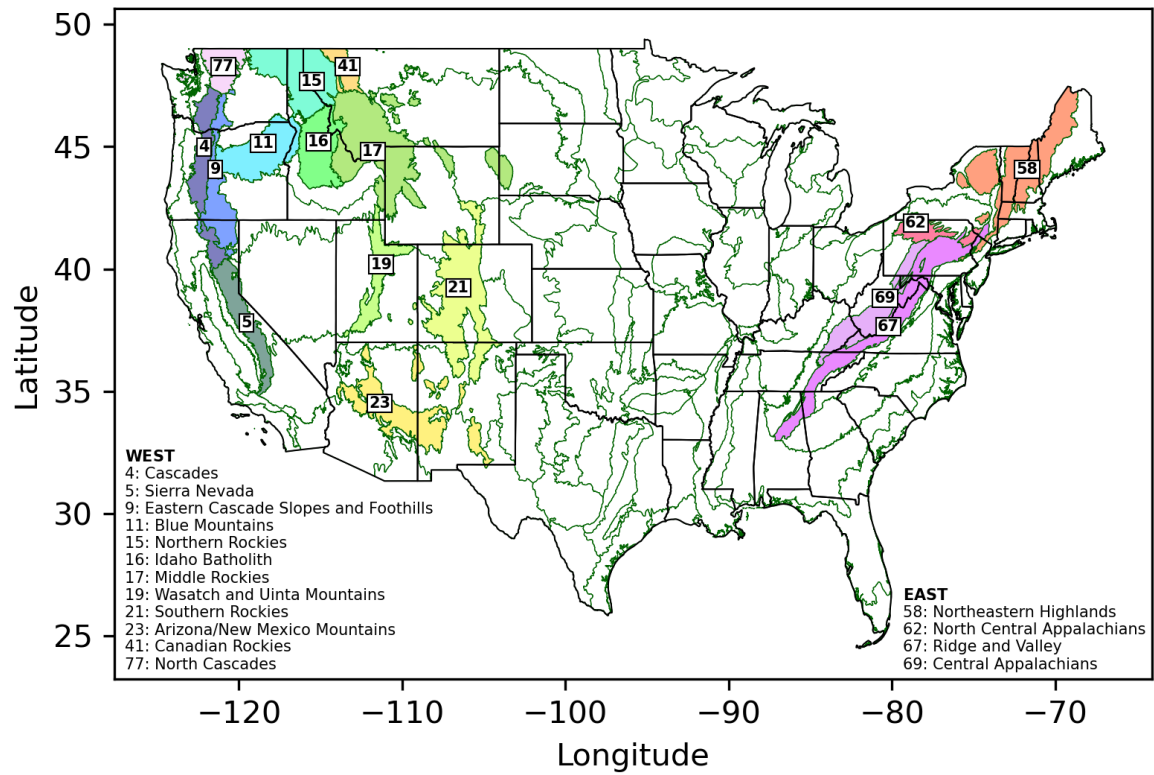 50
45
40
35
30
25
Latitude
77
41
15
4
11
16
17
9
58
62
19
21
69
5
67
23
WEST
4: Cascades
5: Sierra Nevada
9: Eastern Cascade Slopes and Foothills
11: Blue Mountains
15: Northern Rockies
16: Idaho Batholith
17: Middle Rockies
19: Wasatch and Uinta Mountains
21: Southern Rockies
23: Arizona/New Mexico Mountains
41: Canadian Rockies
77: North Cascades
EAST
58: Northeastern Highlands
62: North Central Appalachians
67: Ridge and Valley
69: Central Appalachians
−120
−110
−100
−90
−80
−70
Longitude